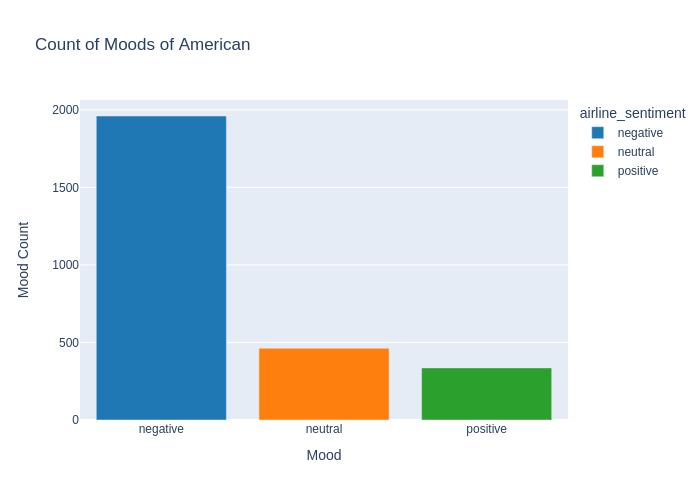 Count of Moods of American
airline_sentiment
negative
neutral
positive
2000
1500
1000
500
0
Mood Count
negative neutral positive
Mood